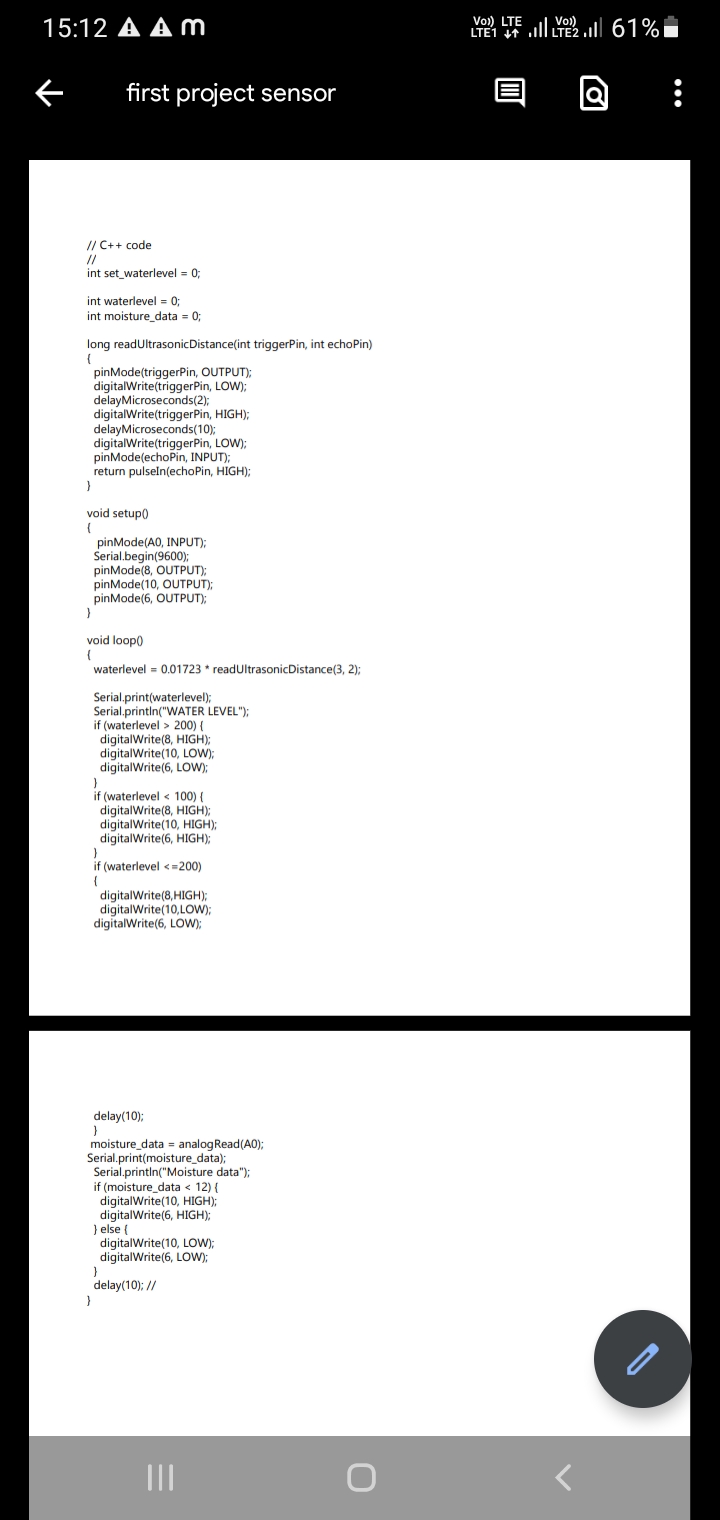 15:12 m Vo)) LTE LTE1 Vo)) LTE2 61%
first project sensor
// C++ code
//
int set_waterlevel = 0;
int waterlevel = 0;
int moisture_data = 0;
long readUltrasonicDistance(int triggerPin, int echoPin)
{
pinMode(triggerPin, OUTPUT);
digitalWrite(triggerPin, LOW);
delayMicroseconds(2);
digitalWrite(triggerPin, HIGH);
delayMicroseconds(10);
digitalWrite(triggerPin, LOW);
pinMode(echoPin, INPUT);
return pulseIn(echoPin, HIGH);
}
void setup()
{
pinMode(A0, INPUT);
Serial.begin(9600);
pinMode(8, OUTPUT);
pinMode(10, OUTPUT);
pinMode(6, OUTPUT);
}
void loop()
{
waterlevel = 0.01723 * readUltrasonicDistance(3, 2);
Serial.print(waterlevel);
Serial.println("WATER LEVEL");
if (waterlevel > 200) {
digitalWrite(8, HIGH);
digitalWrite(10, LOW);
digitalWrite(6, LOW);
}
if (waterlevel < 100) {
digitalWrite(8, HIGH);
digitalWrite(10, HIGH);
digitalWrite(6, HIGH);
}
if (waterlevel <=200)
{
digitalWrite(8,HIGH);
digitalWrite(10,LOW);
digitalWrite(6, LOW);
delay(10);
}
moisture_data = analogRead(A0);
Serial.print(moisture_data);
Serial.println("Moisture data");
if (moisture_data < 12) {
digitalWrite(10, HIGH);
digitalWrite(6, HIGH);
} else {
digitalWrite(10, LOW);
digitalWrite(6, LOW);
}
delay(10); //
}